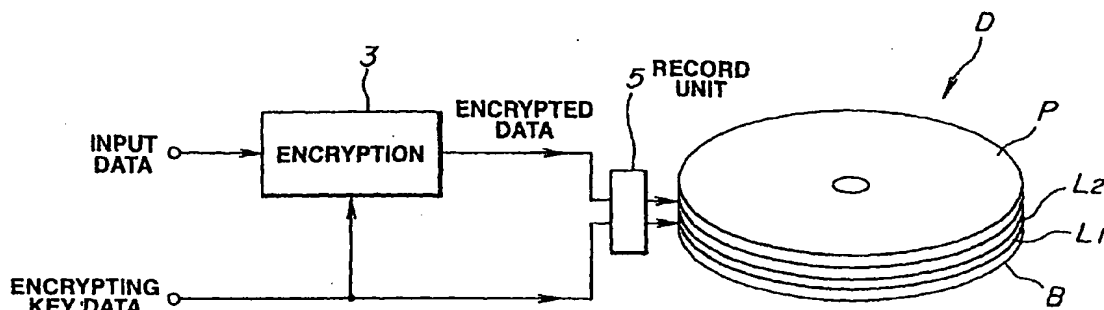 D
3
5 RECORD
UNIT
P
ENCRYPTED
DATA
INPUT
DATA
ENCRYPTION
L2
L1
B
ENCRYPTING
KEY DATA